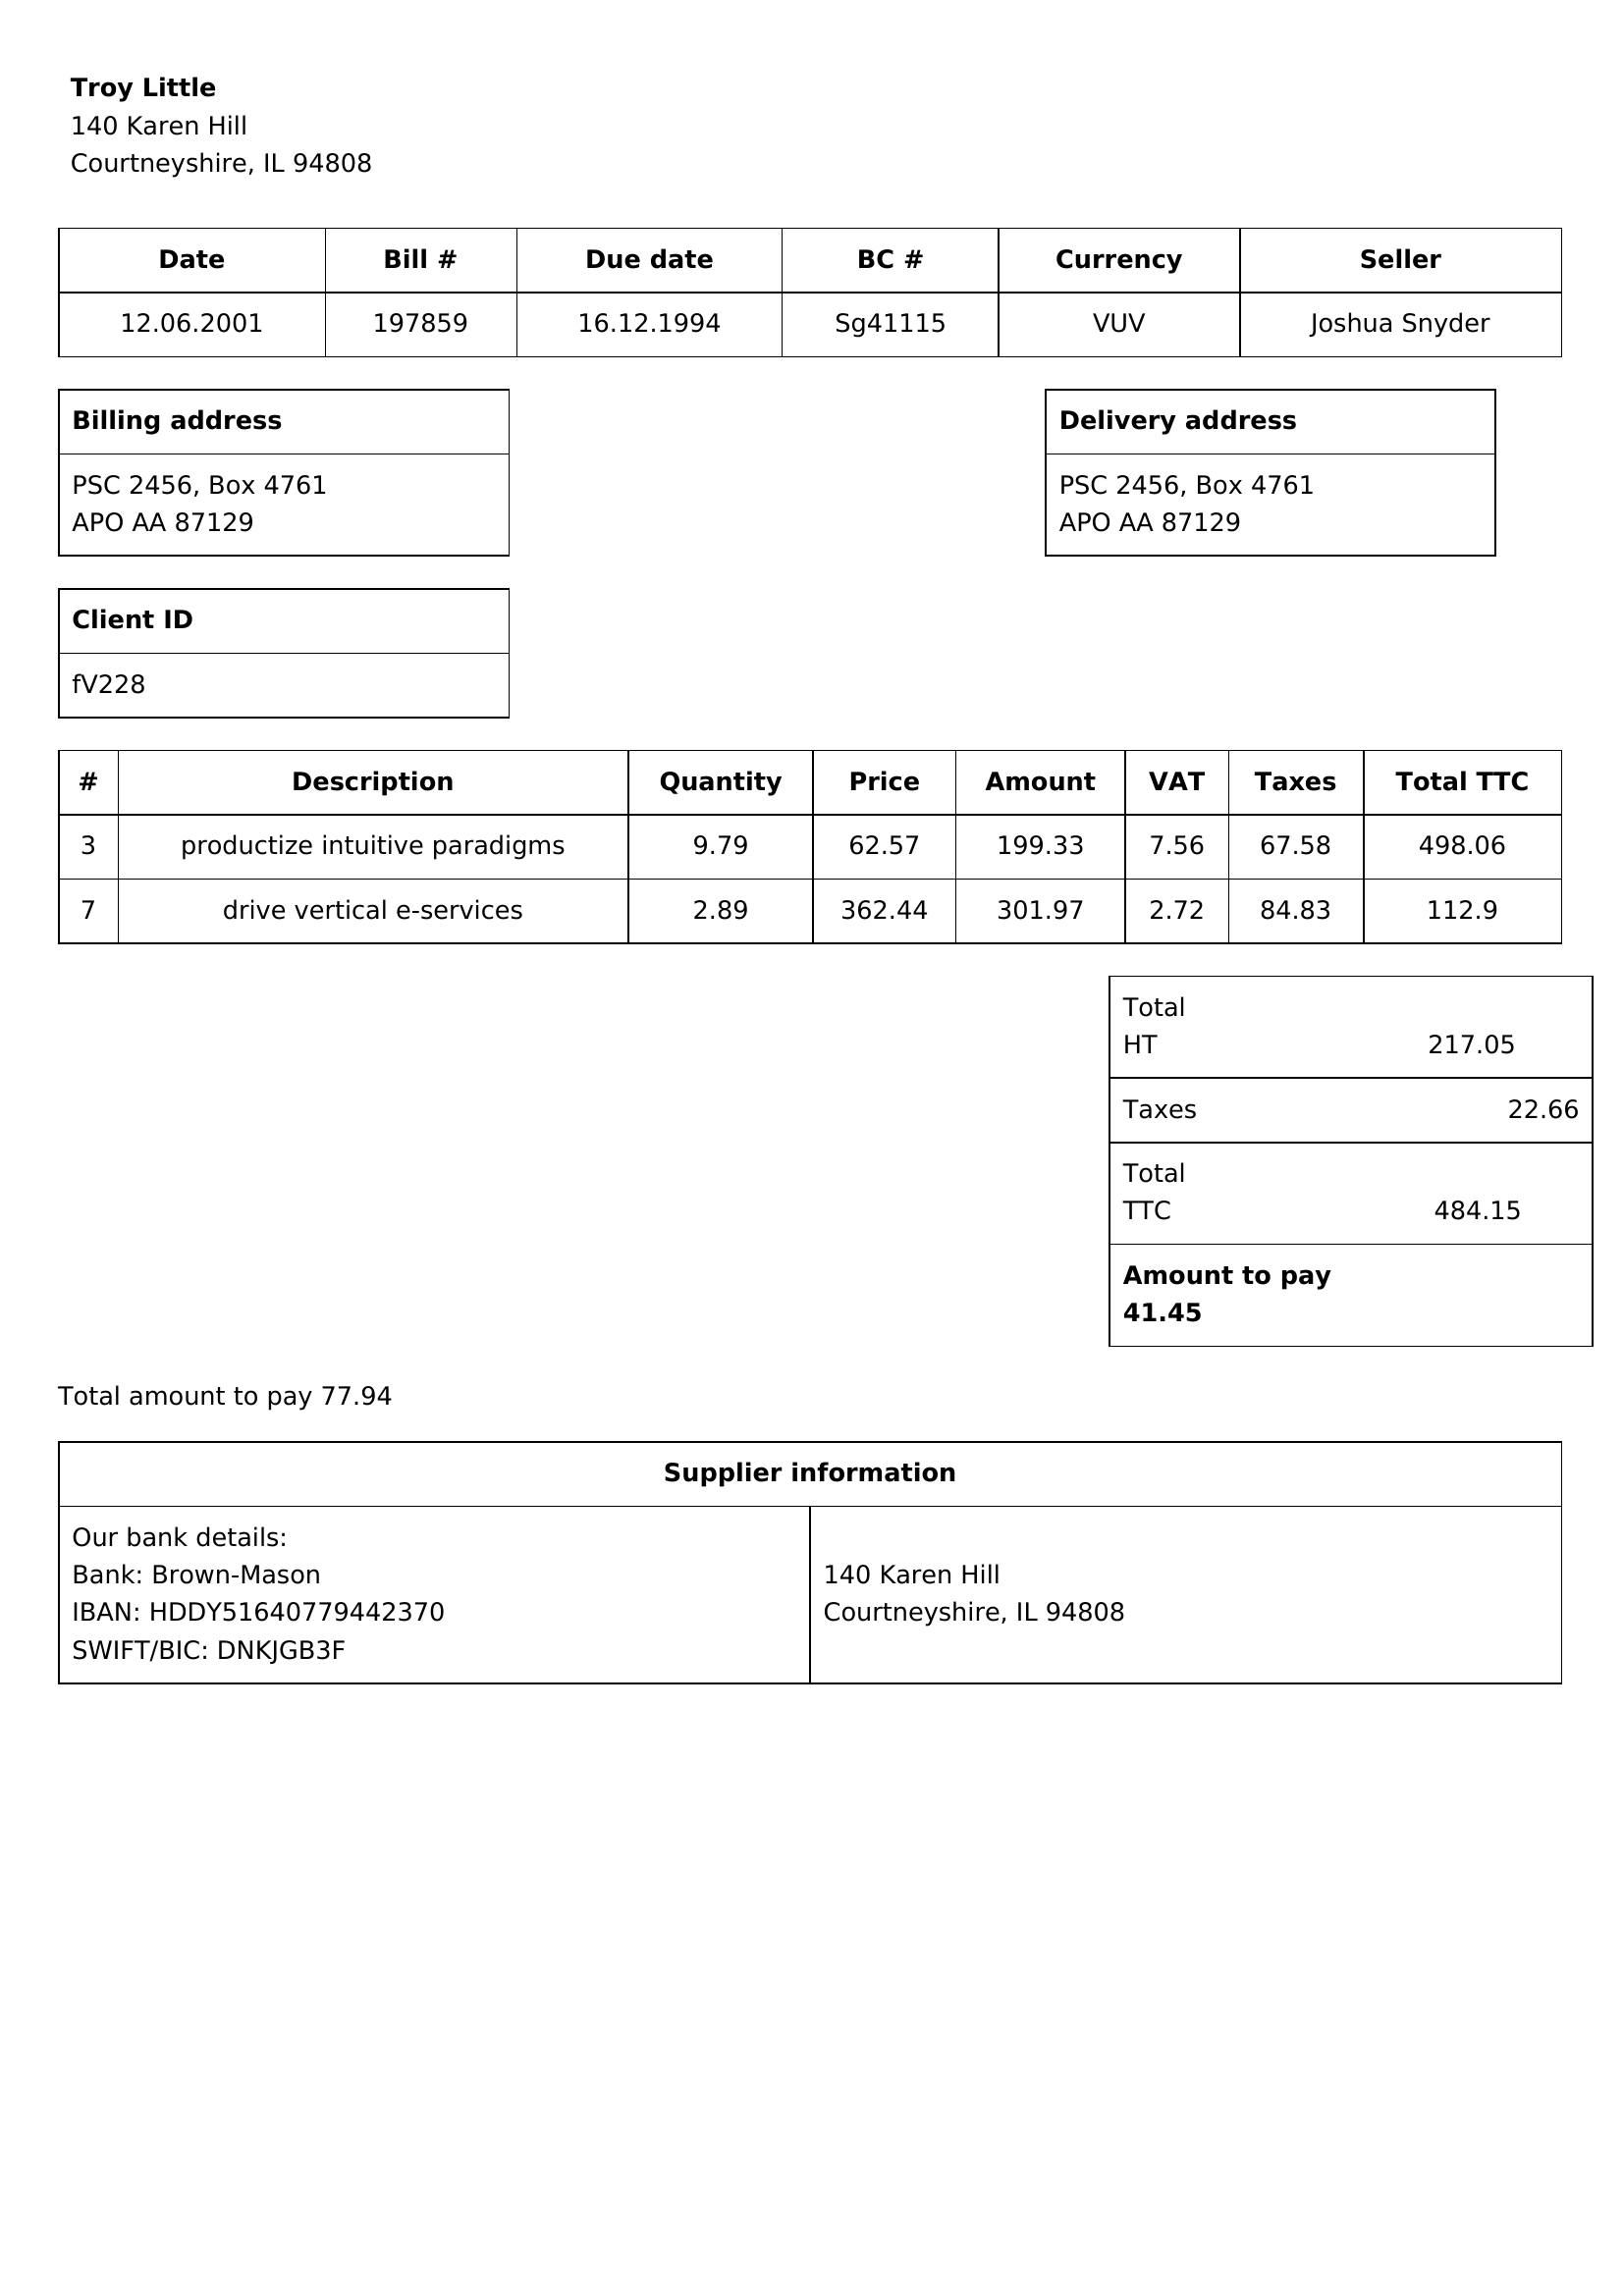 Troy Little
140 Karen Hill
Courtneyshire, IL 94808
Date Bill # Due date BC # Currency Seller
12.06.2001 197859 16.12.1994 Sg41115 VUV Joshua Snyder
Billing address
PSC 2456, Box 4761
APO AA 87129
Delivery address
PSC 2456, Box 4761
APO AA 87129
Client ID
fV228
# Description Quantity Price Amount VAT Taxes Total TTC
3 productize intuitive paradigms 9.79 62.57 199.33 7.56 67.58 498.06
7 drive vertical e-services 2.89 362.44 301.97 2.72 84.83 112.9
Total
HT 217.05
Taxes 22.66
Total
TTC 484.15
Amount to pay
41.45
Total amount to pay 77.94
Supplier information
Our bank details:
Bank: Brown-Mason
IBAN: HDDY51640779442370
SWIFT/BIC: DNKJGB3F
140 Karen Hill
Courtneyshire, IL 94808